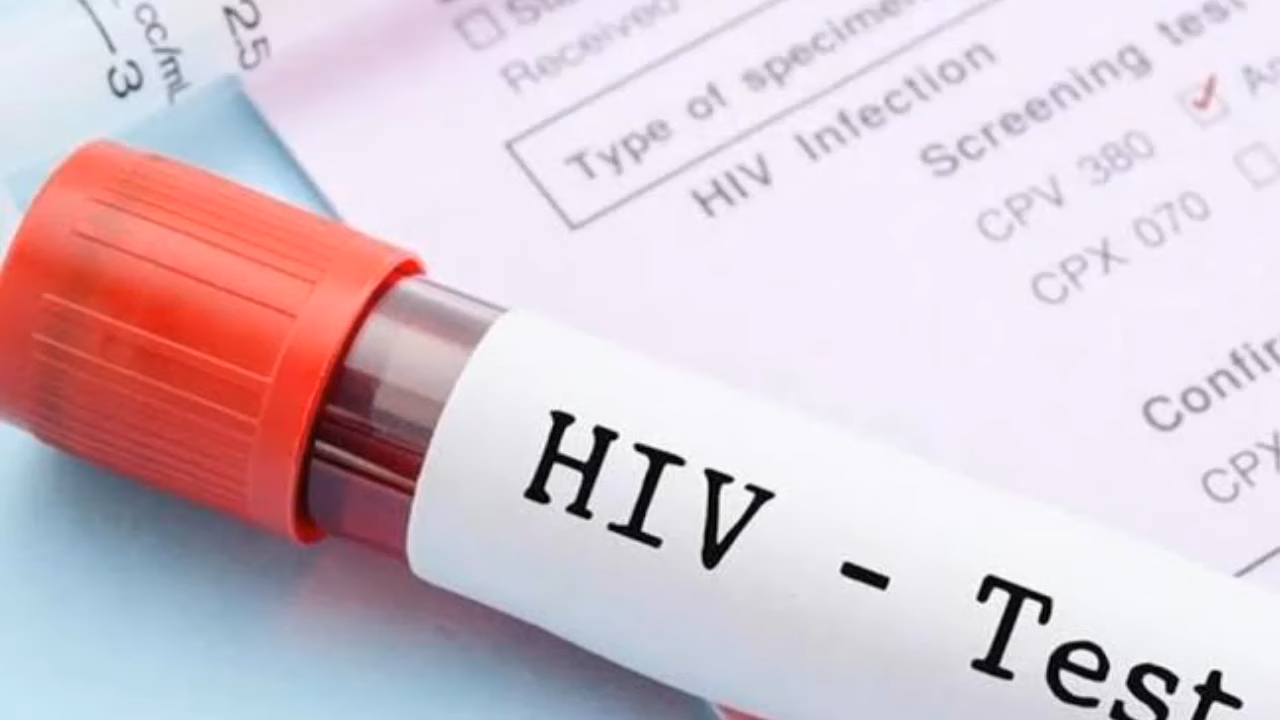 25
cc/mL
3
Received
Type of specimen
HIV Infection
Screening test
CPV 380
CPX 070
CPX
HIV - Test